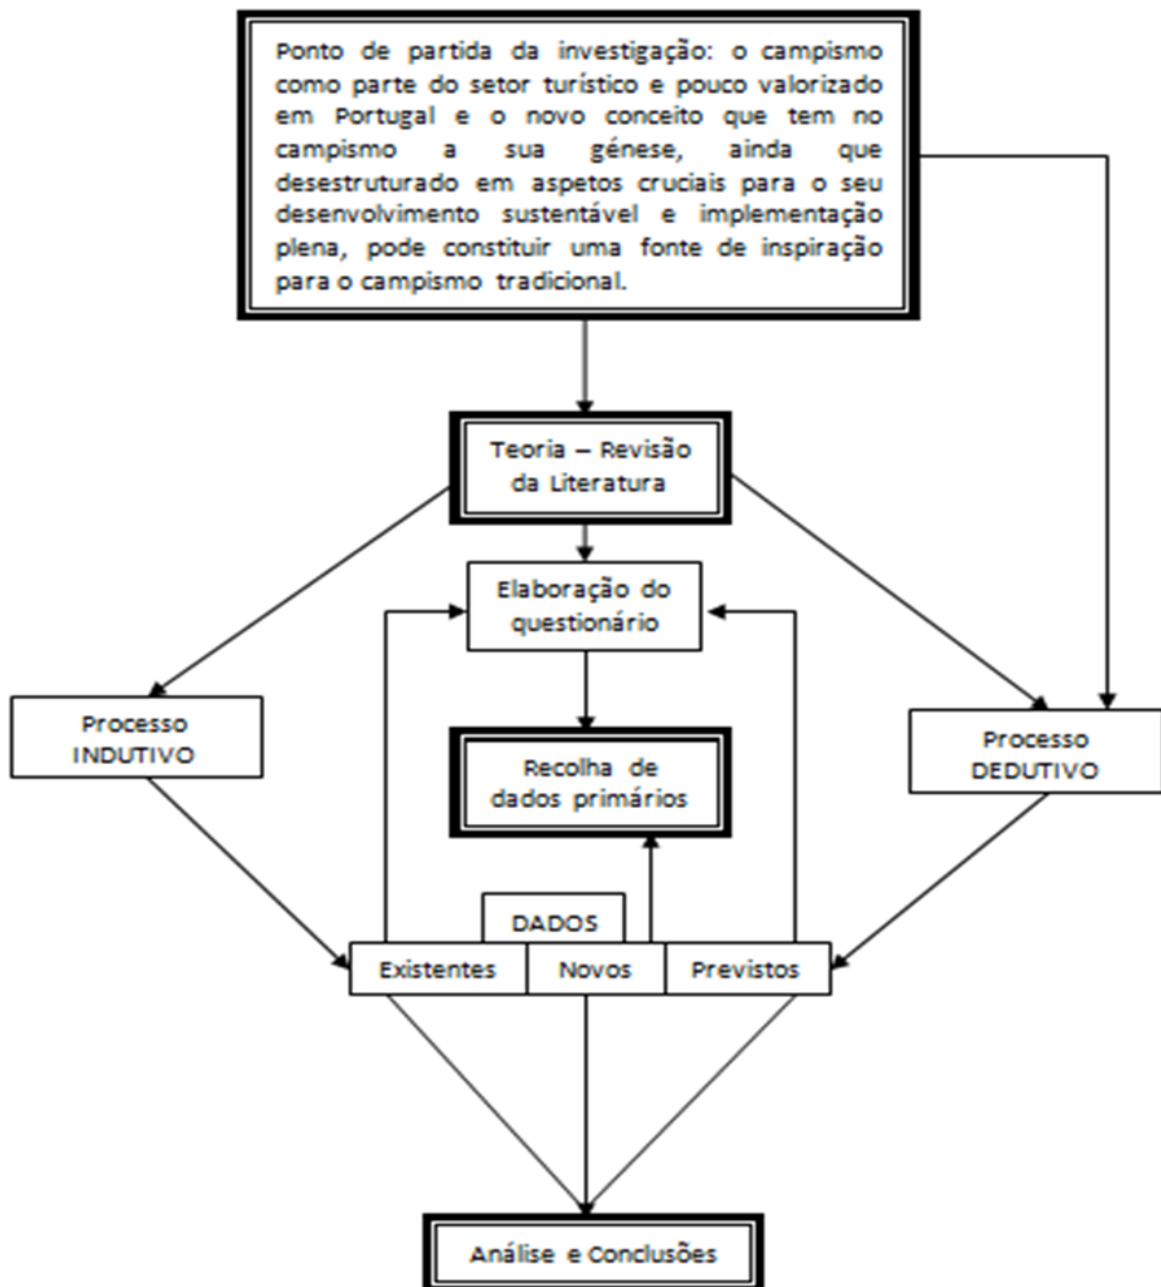 Ponto de partida da investigação: o campismo
como parte do setor turístico e pouco valorizado
em Portugal e o novo conceito que tem no
campismo a sua génese, ainda que
desestruturado em aspetos cruciais para o seu
desenvolvimento sustentável e implementação
plena, pode constituir uma fonte de inspiração
para o campismo tradicional.
Teoria – Revisão
da Literatura
Elaboração do
questionário
Processo
INDUTIVO
Processo
DEDUTIVO
Recolha de
dados primários
DADOS
Existentes
Novos
Previstos
Análise e Conclusões